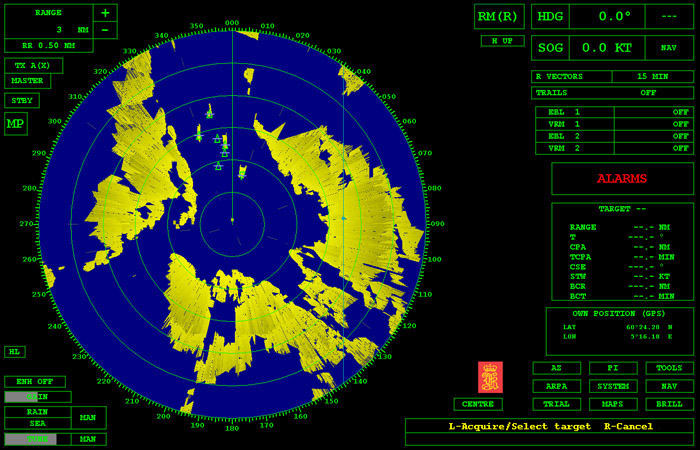 RANGE
+
3 NM
-
RR 0.50 NM
TX A(X)
MASTER
STBY
MP
HL
ENH OFF
GAIN
RAIN
SEA
MAN
TUNE
MAN
000
010
020
030
040
050
060
070
080
090
100
110
120
130
140
150
160
170
180
190
200
210
220
230
240
250
260
270
280
290
300
310
320
330
340
350
RM(R)
H UP
HDG 0.0° ---
SOG 0.0 KT NAV
R VECTORS 15 MIN
TRAILS OFF
EBL 1 OFF
VRM 1 OFF
EBL 2 OFF
VRM 2 OFF
ALARMS
TARGET --
RANGE --.- NM
T ---.- °
CPA --.- NM
TCPA --.- MIN
CSE ---.- °
STW --.- KT
BCR --.- NM
BCT --.- MIN
OWN POSITION (GPS)
LAT 60°24.20 N
LON 5°16.10 E
CENTRE
AS PI TOOLS
ARPA SYSTEM NAV
TRIAL MAPS BRILL
L-Acquire/Select target R-Cancel